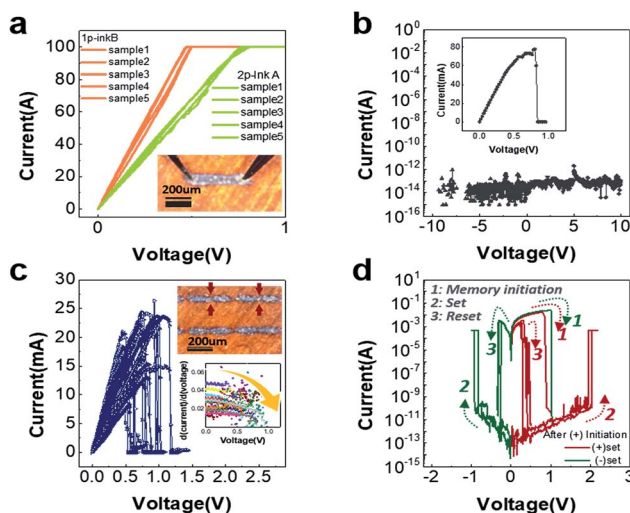 a
1p-inkB
sample1
sample2
sample3
sample4
sample5
2p-Ink A
sample1
sample2
sample3
sample4
sample5
200um
100
80
60
40
20
0
Current(A)
0
1
Voltage(V)
b
10⁰
10⁻²
10⁻⁴
10⁻⁶
10⁻⁸
10⁻¹⁰
10⁻¹²
10⁻¹⁴
10⁻¹⁶
Current(A)
80
60
40
20
0
Current(mA)
0.0 0.5 1.0 1.5
Voltage(V)
-10 -5 0 5 10
Voltage(V)
c
30
25
20
15
10
5
0
Current(mA)
200um
d(current)/d(voltage)
0.06
0.04
0.02
0.0 0.5 1.0
Voltage(V)
0.0 0.5 1.0 1.5 2.0 2.5
Voltage(V)
d
10¹
10⁻¹
10⁻³
10⁻⁵
10⁻⁷
10⁻⁹
10⁻¹¹
10⁻¹³
10⁻¹⁵
Current(A)
1: Memory initiation
2: Set
3: Reset
1
1
3
3
2
2
After (+) Initiation
(+)set
(-)set
-2 -1 0 1 2 3
Voltage(V)